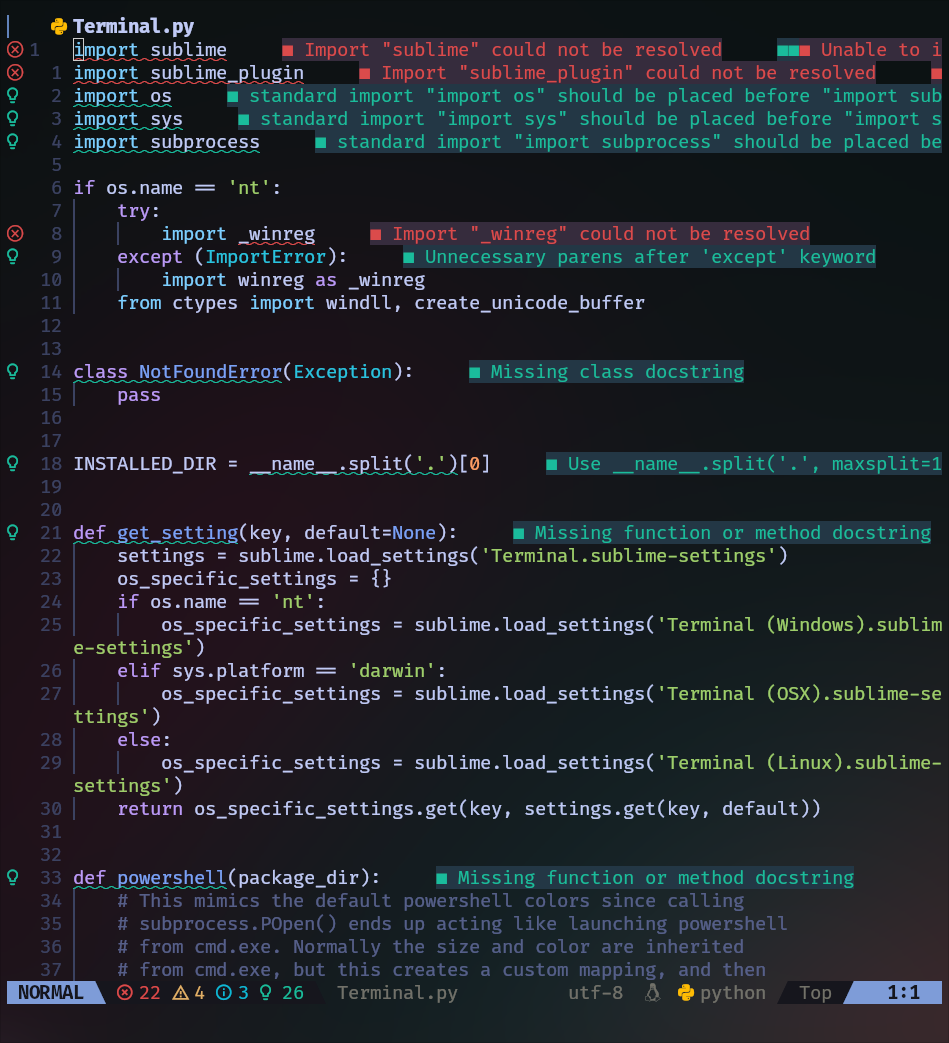 Terminal.py
1 import sublime ■ Import "sublime" could not be resolved ■■■ Unable to i
1 import sublime_plugin ■ Import "sublime_plugin" could not be resolved ■
2 import os ■ standard import "import os" should be placed before "import sub
3 import sys ■ standard import "import sys" should be placed before "import s
4 import subprocess ■ standard import "import subprocess" should be placed be
5
6 if os.name == 'nt':
7 try:
8 import _winreg ■ Import "_winreg" could not be resolved
9 except (ImportError): ■ Unnecessary parens after 'except' keyword
10 import winreg as _winreg
11 from ctypes import windll, create_unicode_buffer
12
13
14 class NotFoundError(Exception): ■ Missing class docstring
15 pass
16
17
18 INSTALLED_DIR = __name__.split('.')[0] ■ Use __name__.split('.', maxsplit=1
19
20
21 def get_setting(key, default=None): ■ Missing function or method docstring
22 settings = sublime.load_settings('Terminal.sublime-settings')
23 os_specific_settings = {}
24 if os.name == 'nt':
25 os_specific_settings = sublime.load_settings('Terminal (Windows).sublim
e-settings')
26 elif sys.platform == 'darwin':
27 os_specific_settings = sublime.load_settings('Terminal (OSX).sublime-se
ttings')
28 else:
29 os_specific_settings = sublime.load_settings('Terminal (Linux).sublime-
settings')
30 return os_specific_settings.get(key, settings.get(key, default))
31
32
33 def powershell(package_dir): ■ Missing function or method docstring
34 # This mimics the default powershell colors since calling
35 # subprocess.POpen() ends up acting like launching powershell
36 # from cmd.exe. Normally the size and color are inherited
37 # from cmd.exe, but this creates a custom mapping, and then
NORMAL 22 4 3 26 Terminal.py utf-8 python Top 1:1